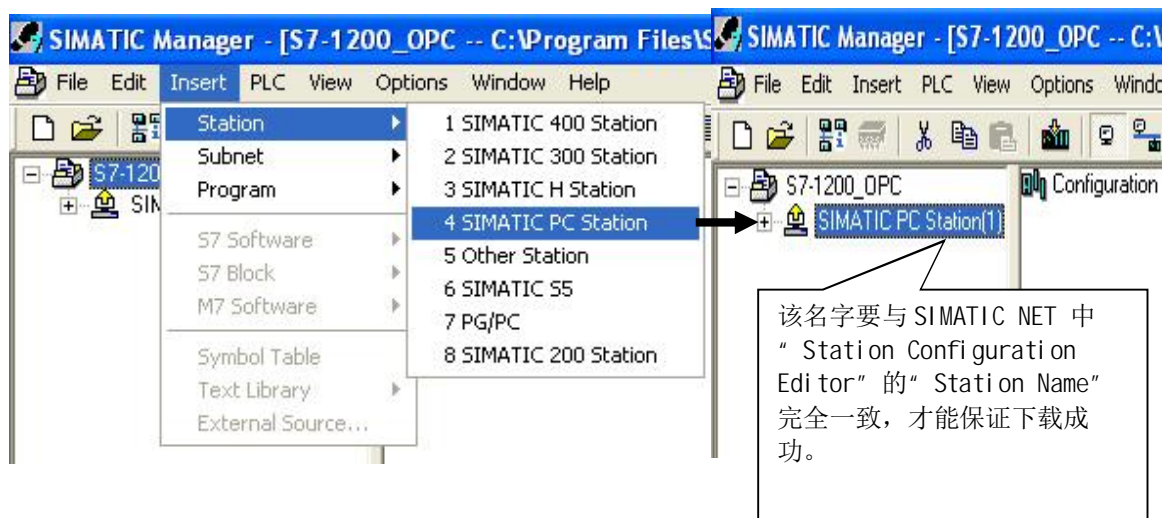 SIMATIC Manager - [S7-1200_OPC -- C:\Program Files\S
File Edit Insert PLC View Options Window Help
Station
Subnet
Program
S7 Software
S7 Block
M7 Software
Symbol Table
Text Library
External Source...
1 SIMATIC 400 Station
2 SIMATIC 300 Station
3 SIMATIC H Station
4 SIMATIC PC Station
5 Other Station
6 SIMATIC S5
7 PG/PC
8 SIMATIC 200 Station
S7-120
SIM
SIMATIC Manager - [S7-1200_OPC -- C:\
File Edit Insert PLC View Options Windo
S7-1200_OPC
SIMATIC PC Station(1)
Configuration
该名字要与 SIMATIC NET 中
“ Station Configuration
Editor” 的“ Station Name”
完全一致，才能保证下载成
功。